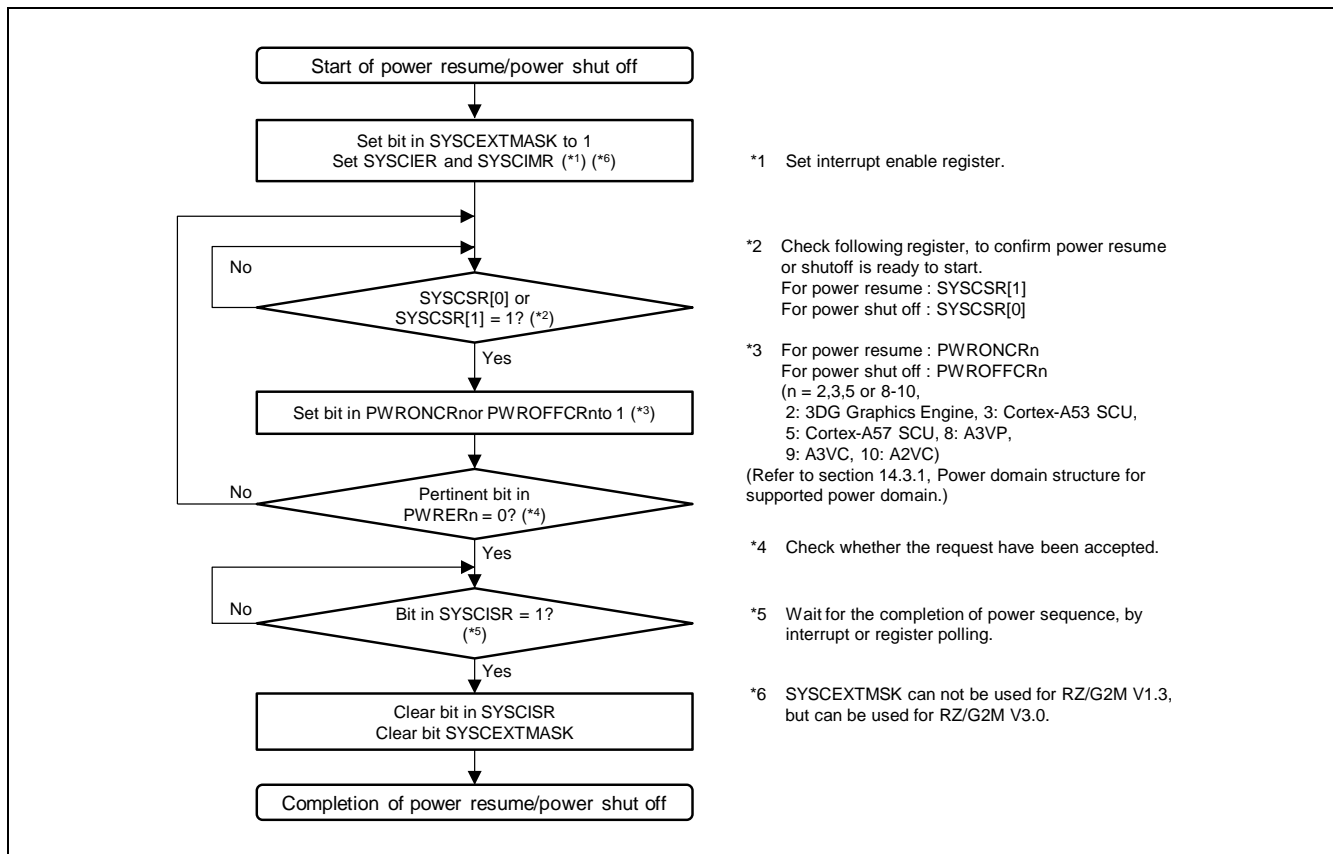 Start of power resume/power shut off
Set bit in SYSCEXTMASK to 1
Set SYSCIER and SYSCIMR (*1) (*6)
*1 Set interrupt enable register.
No
SYSCSR[0] or
SYSCSR[1] = 1? (*2)
Yes
*2 Check following register, to confirm power resume
or shutoff is ready to start.
For power resume : SYSCSR[1]
For power shut off : SYSCSR[0]
Set bit in PWRONCRnor PWROFFCRnto 1 (*3)
*3 For power resume : PWRONCRn
For power shut off : PWROFFCRn
(n = 2,3,5 or 8-10,
2: 3DG Graphics Engine, 3: Cortex-A53 SCU,
5: Cortex-A57 SCU, 8: A3VP,
9: A3VC, 10: A2VC)
(Refer to section 14.3.1, Power domain structure for
supported power domain.)
No
Pertinent bit in
PWRERn = 0? (*4)
Yes
*4 Check whether the request have been accepted.
No
Bit in SYSCISR = 1?
(*5)
Yes
*5 Wait for the completion of power sequence, by
interrupt or register polling.
Clear bit in SYSCISR
Clear bit SYSCEXTMASK
*6 SYSCEXTMSK can not be used for RZ/G2M V1.3,
but can be used for RZ/G2M V3.0.
Completion of power resume/power shut off